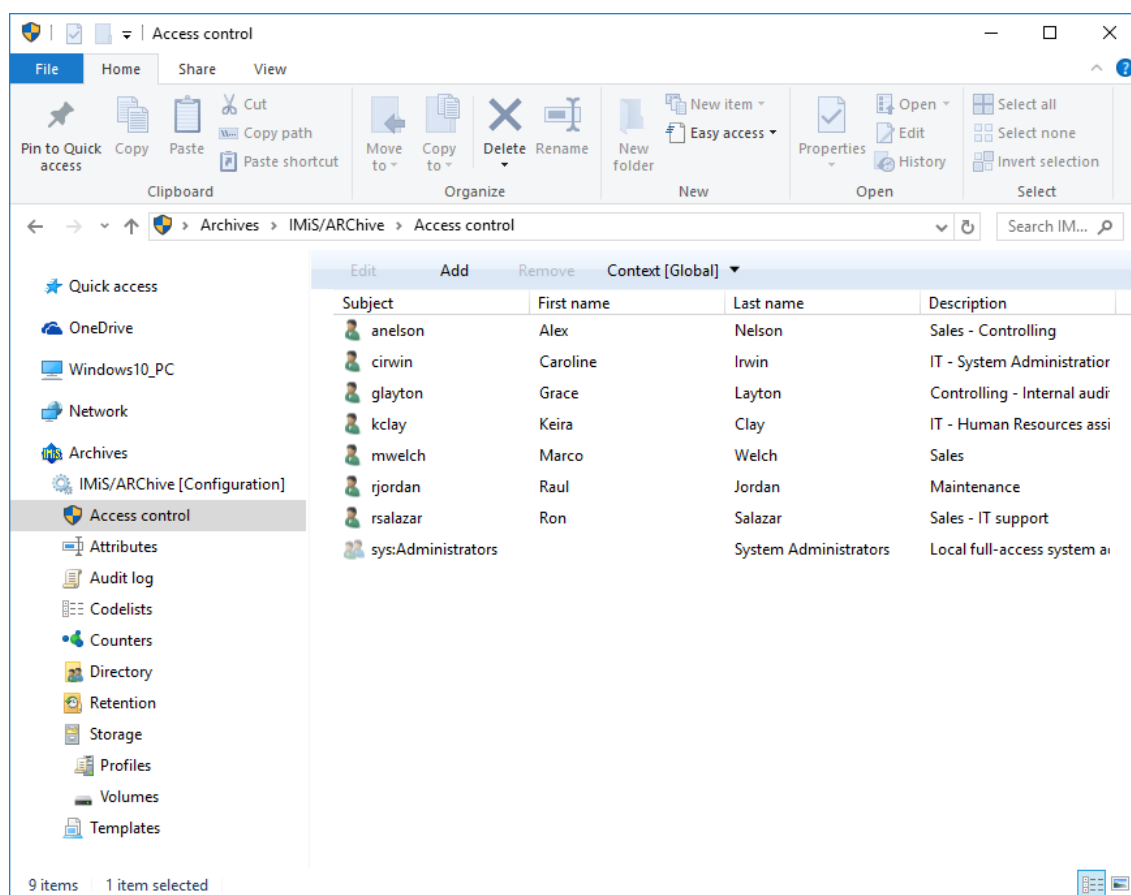 Access control
File Home Share View
Pin to Quick access
Copy
Paste
Cut
Copy path
Paste shortcut
Clipboard
Move to
Copy to
Delete
Rename
Organize
New folder
New item
Easy access
New
Properties
Open
Edit
History
Open
Select all
Select none
Invert selection
Select
Archives > IMiS/ARChive > Access control
Search IM...
Quick access
OneDrive
Windows10_PC
Network
Archives
IMiS/ARChive [Configuration]
Access control
Attributes
Audit log
Codelists
Counters
Directory
Retention
Storage
Profiles
Volumes
Templates
Edit Add Remove Context [Global]
Subject First name Last name Description
anelson Alex Nelson Sales - Controlling
cirwin Caroline Irwin IT - System Administration
glayton Grace Layton Controlling - Internal audi
kclay Keira Clay IT - Human Resources assi
mwelch Marco Welch Sales
rjordan Raul Jordan Maintenance
rsalazar Ron Salazar Sales - IT support
sys:Administrators System Administrators Local full-access system a
9 items 1 item selected